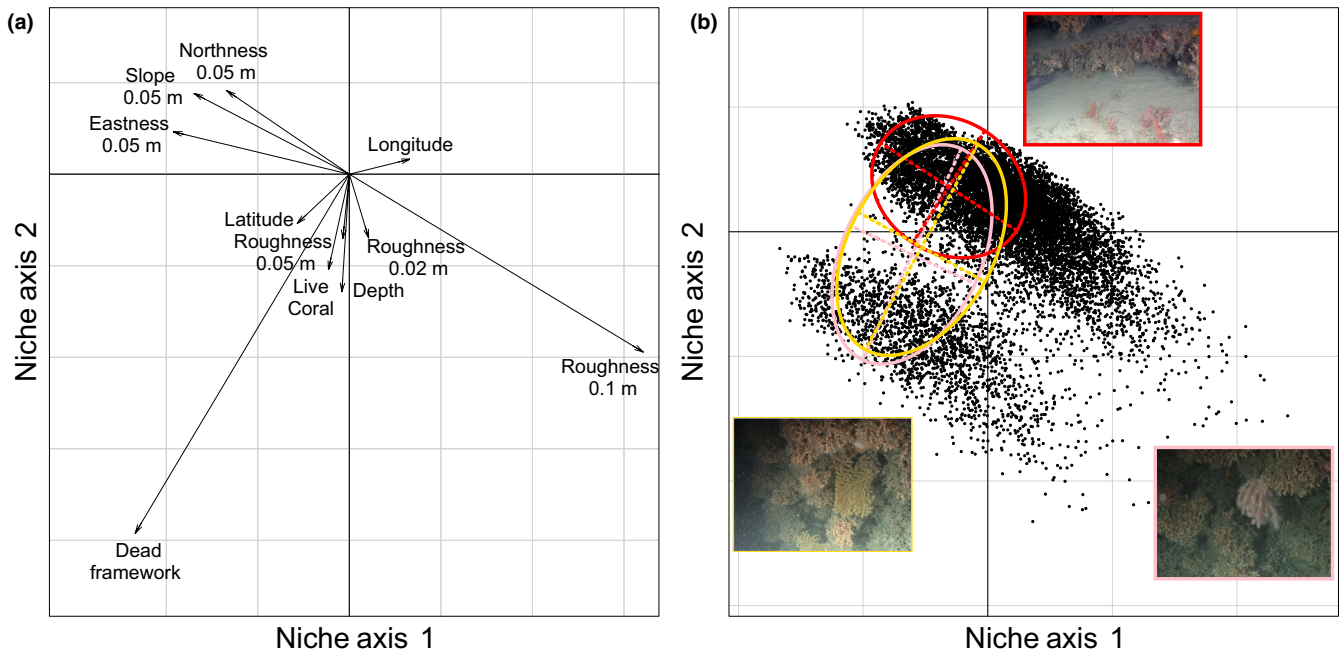 (a)
Northness
0.05 m
Slope
0.05 m
Eastness
0.05 m
Longitude
Latitude
Roughness
0.05 m
Roughness
0.02 m
Live
Coral
Depth
Roughness
0.1 m
Dead
framework
Niche axis 2
Niche axis 1
(b)
Niche axis 2
Niche axis 1